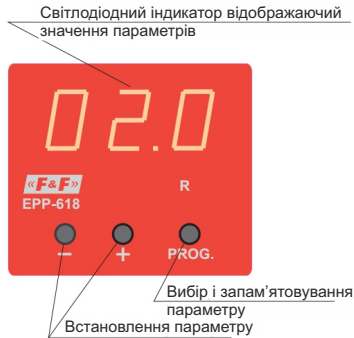 Світлодіодний індикатор відображаючий
значення параметрів
02.0
«F&F»
R
EPP-618
− + PROG.
Вибір і запам’ятовування
параметру
Встановлення параметру